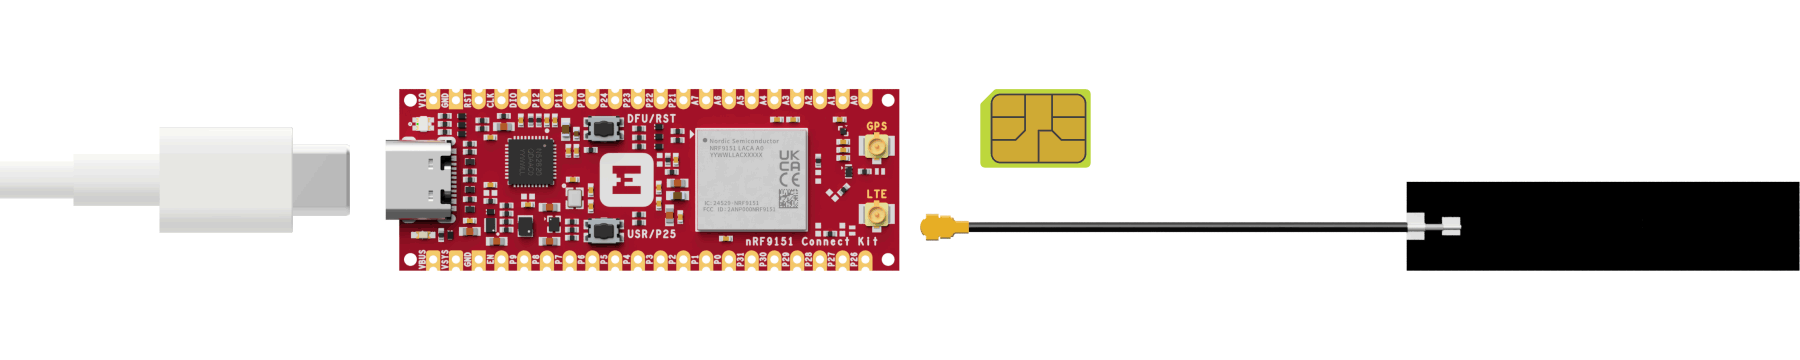 VIO GND RST CLK DIO P12 P11 P10 P24 P23 P22 P21 A7 A6 A5 A4 A3 A2 A1 A0
DFU/RST
GPS
Nordic Semiconductor
NRF9151 LACA A0
YYWWLLACXXXXX
UK
CA
CE
E
LTE
IC: 24529-NRF9151
FCC ID: 2ANPO00NRF9151
USR/P25
nRF9151 Connect Kit
VBUS VSYS GND EN P9 P8 P7 P6 P5 P4 P3 P2 P1 P0 P31 P30 P29 P28 P27 P26